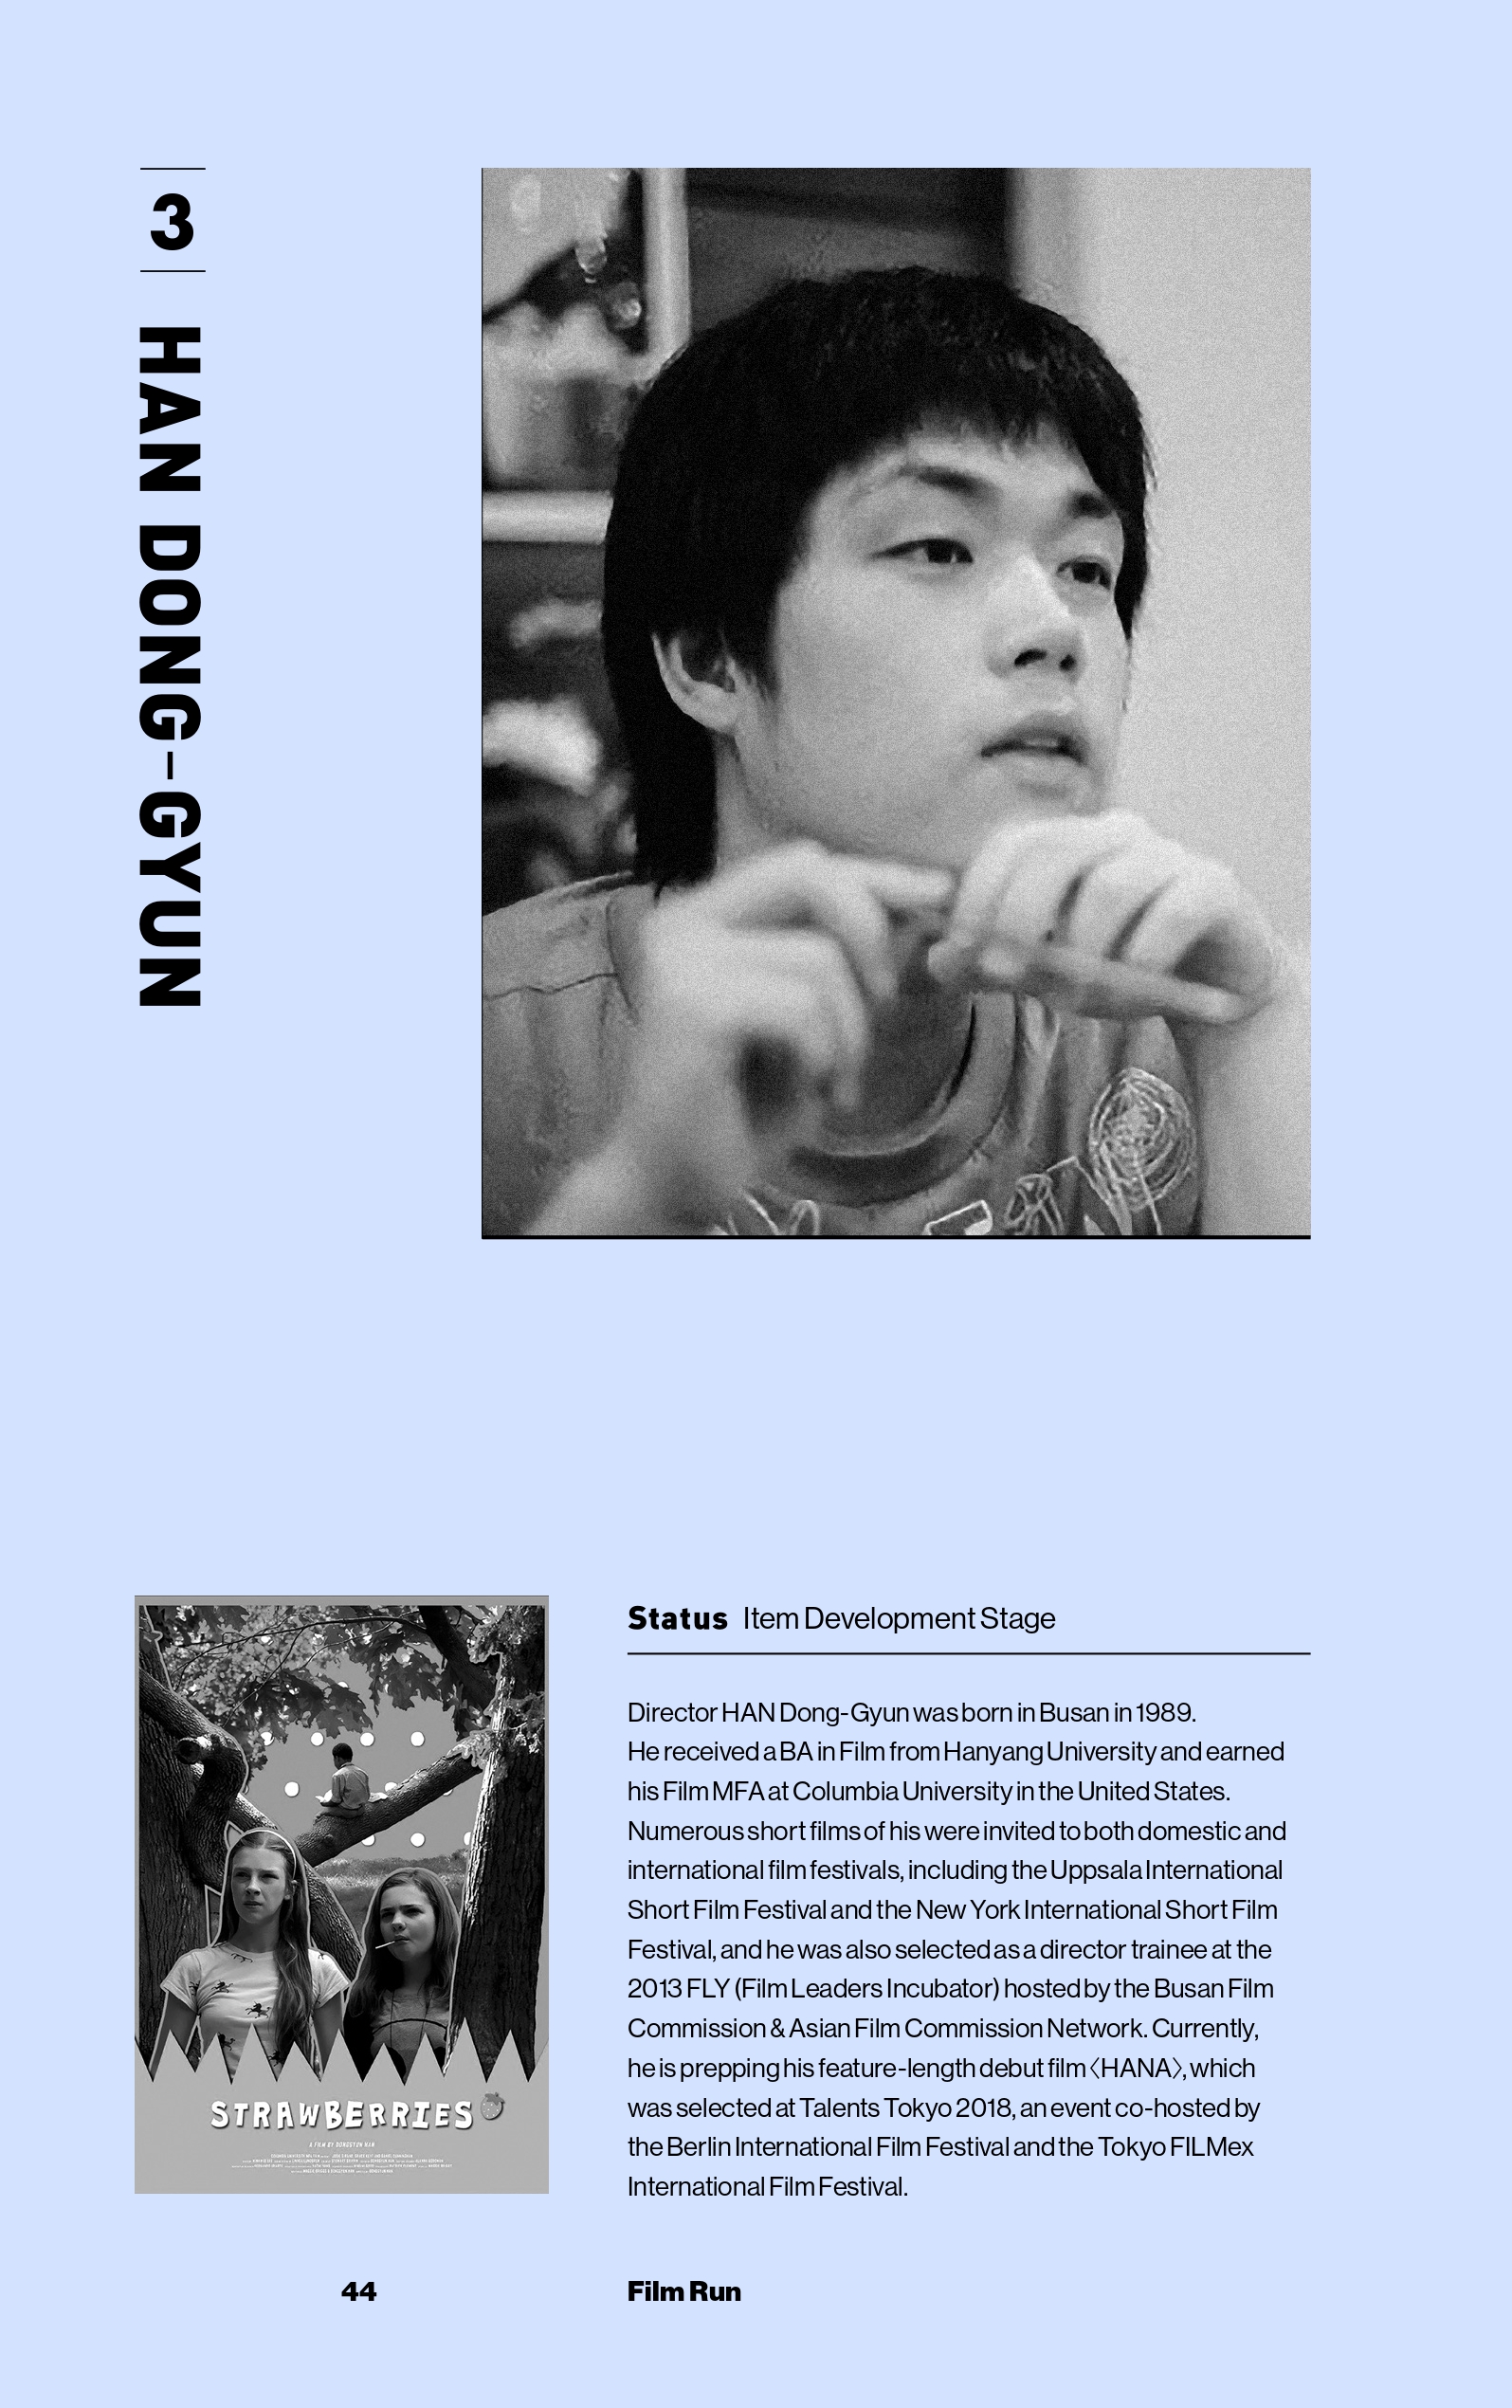 3
HAN DONG-GYUN
STRAWBERRIES
A FILM BY DONGGYUN HAN
Status Item Development Stage
Director HAN Dong-Gyun was born in Busan in 1989.
He received a BA in Film from Hanyang University and earned
his Film MFA at Columbia University in the United States.
Numerous short films of his were invited to both domestic and
international film festivals, including the Uppsala International
Short Film Festival and the New York International Short Film
Festival, and he was also selected as a director trainee at the
2013 FLY (Film Leaders Incubator) hosted by the Busan Film
Commission & Asian Film Commission Network. Currently,
he is prepping his feature-length debut film〈HANA〉, which
was selected at Talents Tokyo 2018, an event co-hosted by
the Berlin International Film Festival and the Tokyo FILMex
International Film Festival.
44
Film Run